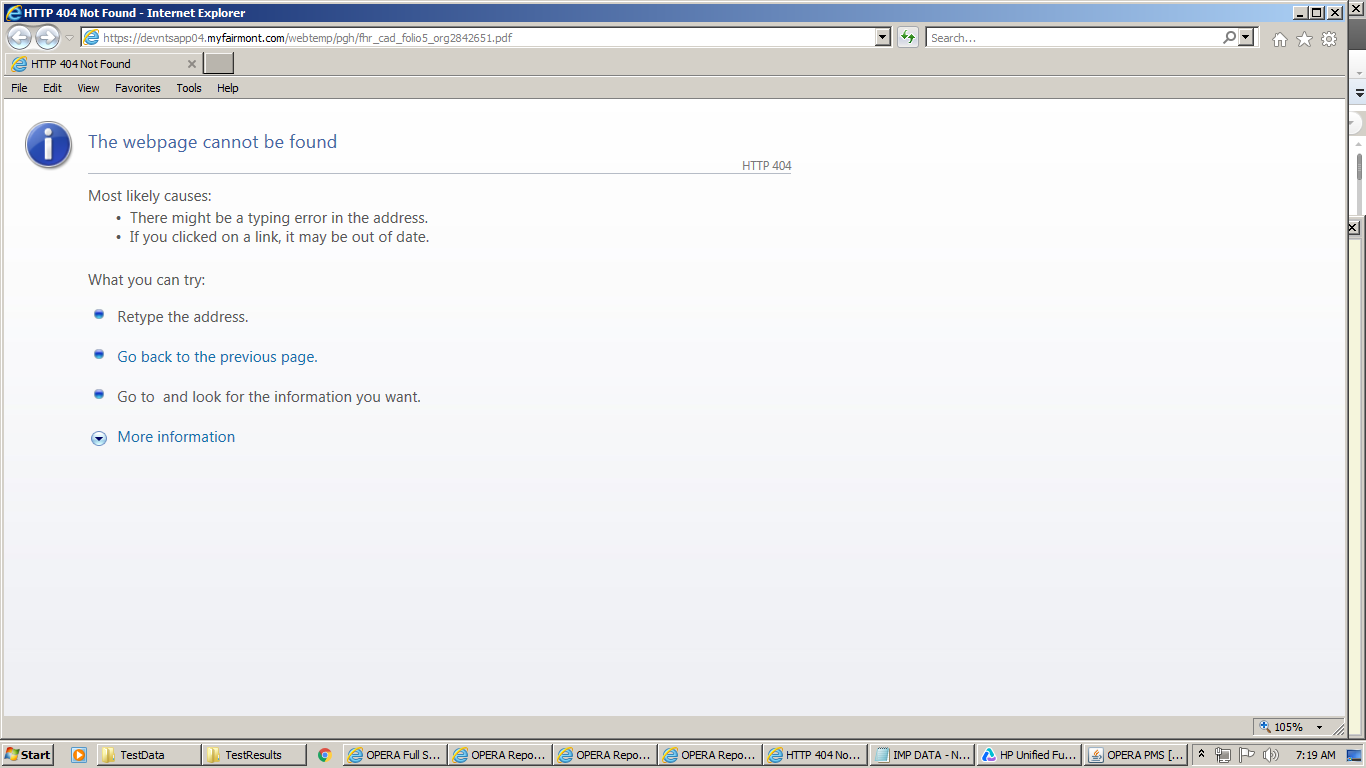 HTTP 404 Not Found - Internet Explorer
https://devntsapp04.myfairmont.com/webtemp/pgh/fhr_cad_folio5_org2842651.pdf
Search...
HTTP 404 Not Found
File Edit View Favorites Tools Help
The webpage cannot be found
HTTP 404
Most likely causes:
• There might be a typing error in the address.
• If you clicked on a link, it may be out of date.
What you can try:
Retype the address.
Go back to the previous page.
Go to  and look for the information you want.
More information
105%
Start TestData TestResults OPERA Full S... OPERA Repo... OPERA Repo... OPERA Repo... HTTP 404 No... IMP DATA - N... HP Unified Fu... OPERA PMS [... 7:19 AM